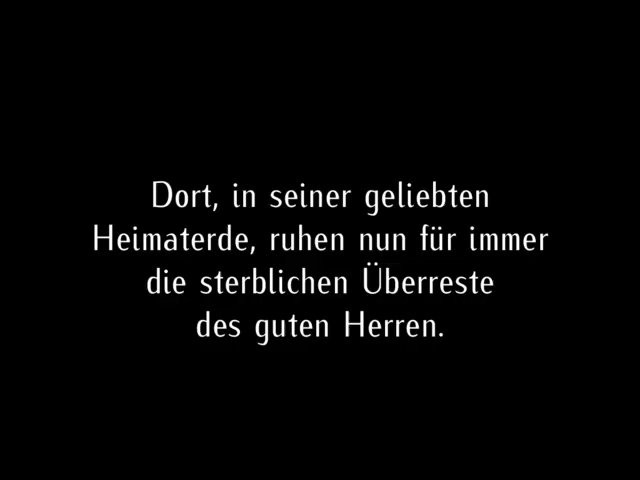 Dort, in seiner geliebten
Heimaterde, ruhen nun für immer
die sterblichen Überreste
des guten Herren.